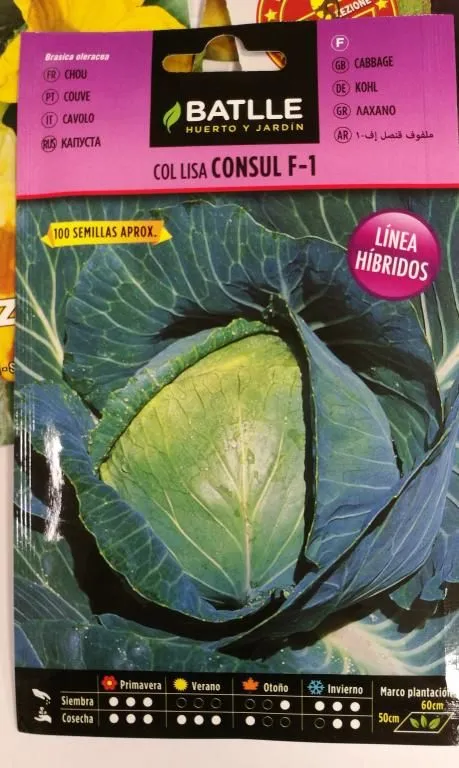 Brasica oleracea
FR CHOU
PT COUVE
IT CAVOLO
RUS КАПУСТА
BATLLE
HUERTO Y JARDÍN
F
GB CABBAGE
DE KOHL
GR ΛΑΧΑΝΟ
AR ملفوف قنصل إف-١
COL LISA CONSUL F-1
100 SEMILLAS APROX.
LÍNEA
HÍBRIDOS
Primavera Verano Otoño Invierno Marco plantación
Siembra 60cm
Cosecha 50cm